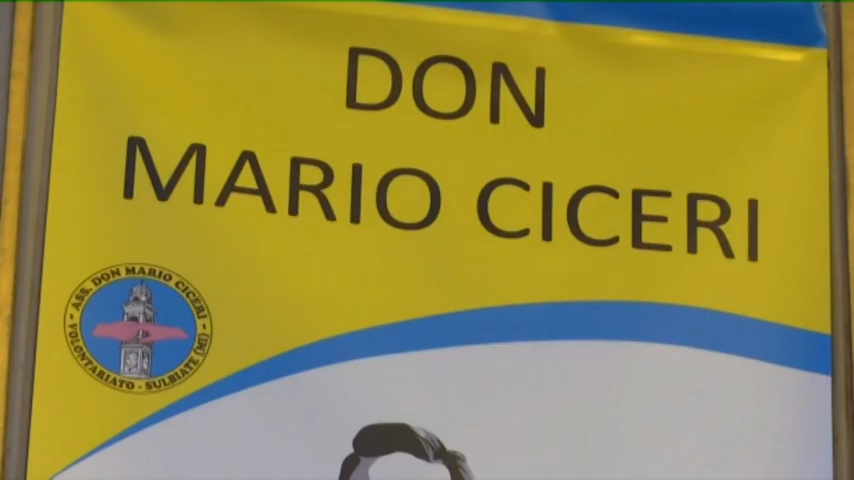 DON
MARIO CICERI
- ASS. DON MARIO CICERI -
VOLONTARIATO - SULBIATE (MI)